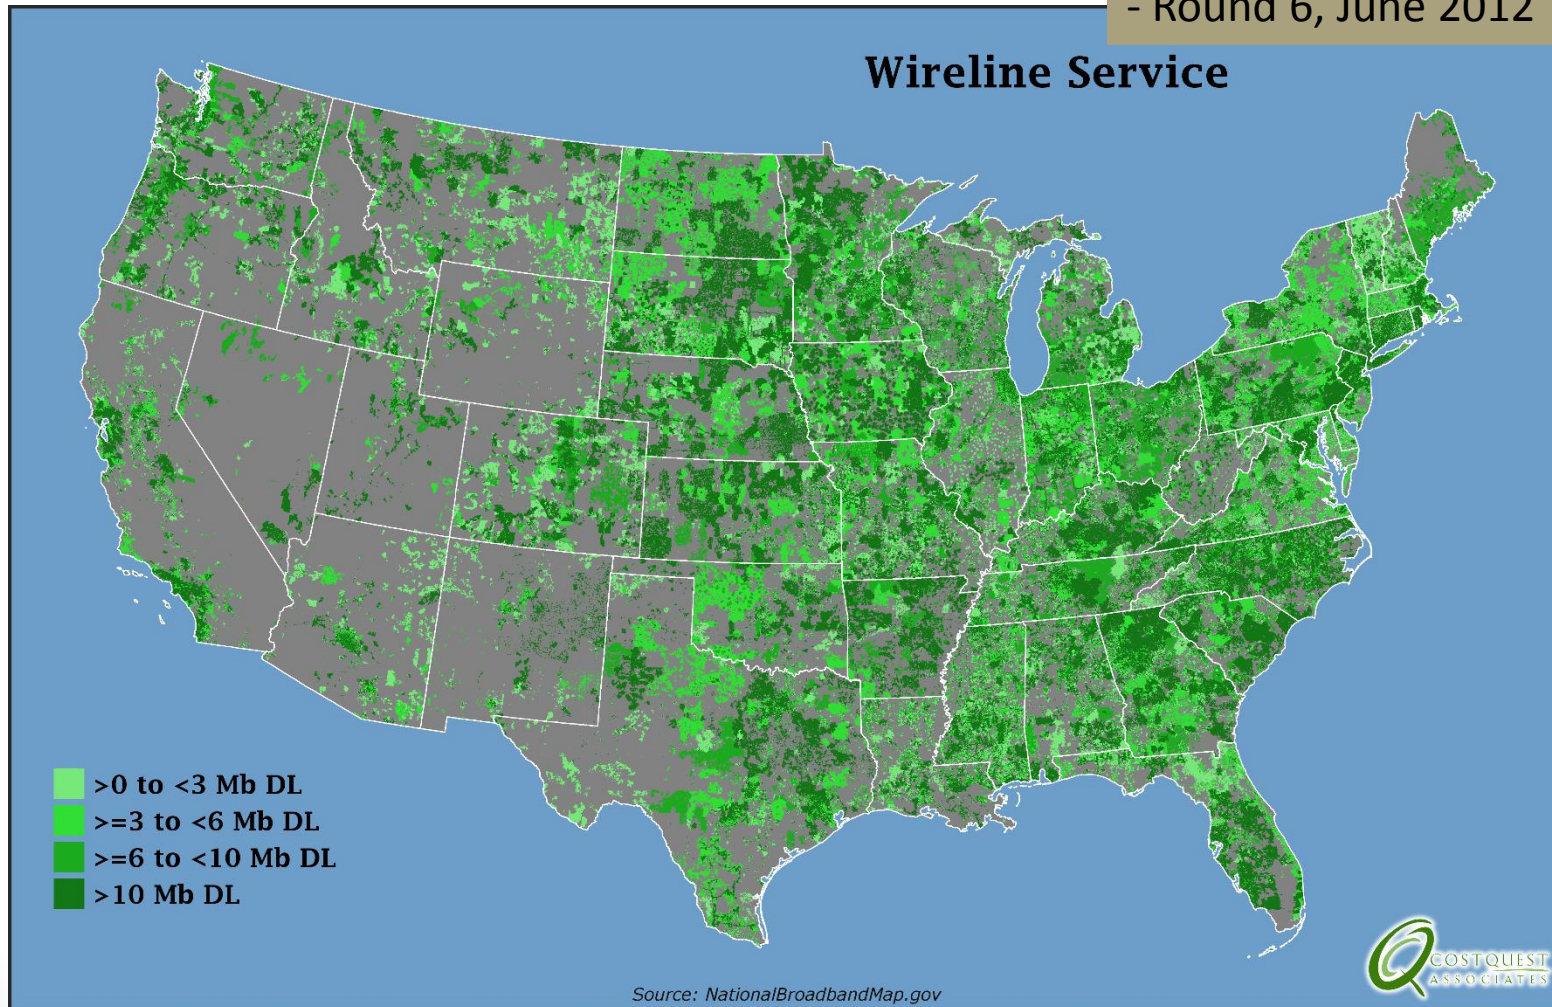 - Round 6, June 2012
Wireline Service
>0 to <3 Mb DL
>=3 to <6 Mb DL
>=6 to <10 Mb DL
>10 Mb DL
Source: NationalBroadbandMap.gov
COSTQUEST
ASSOCIATES